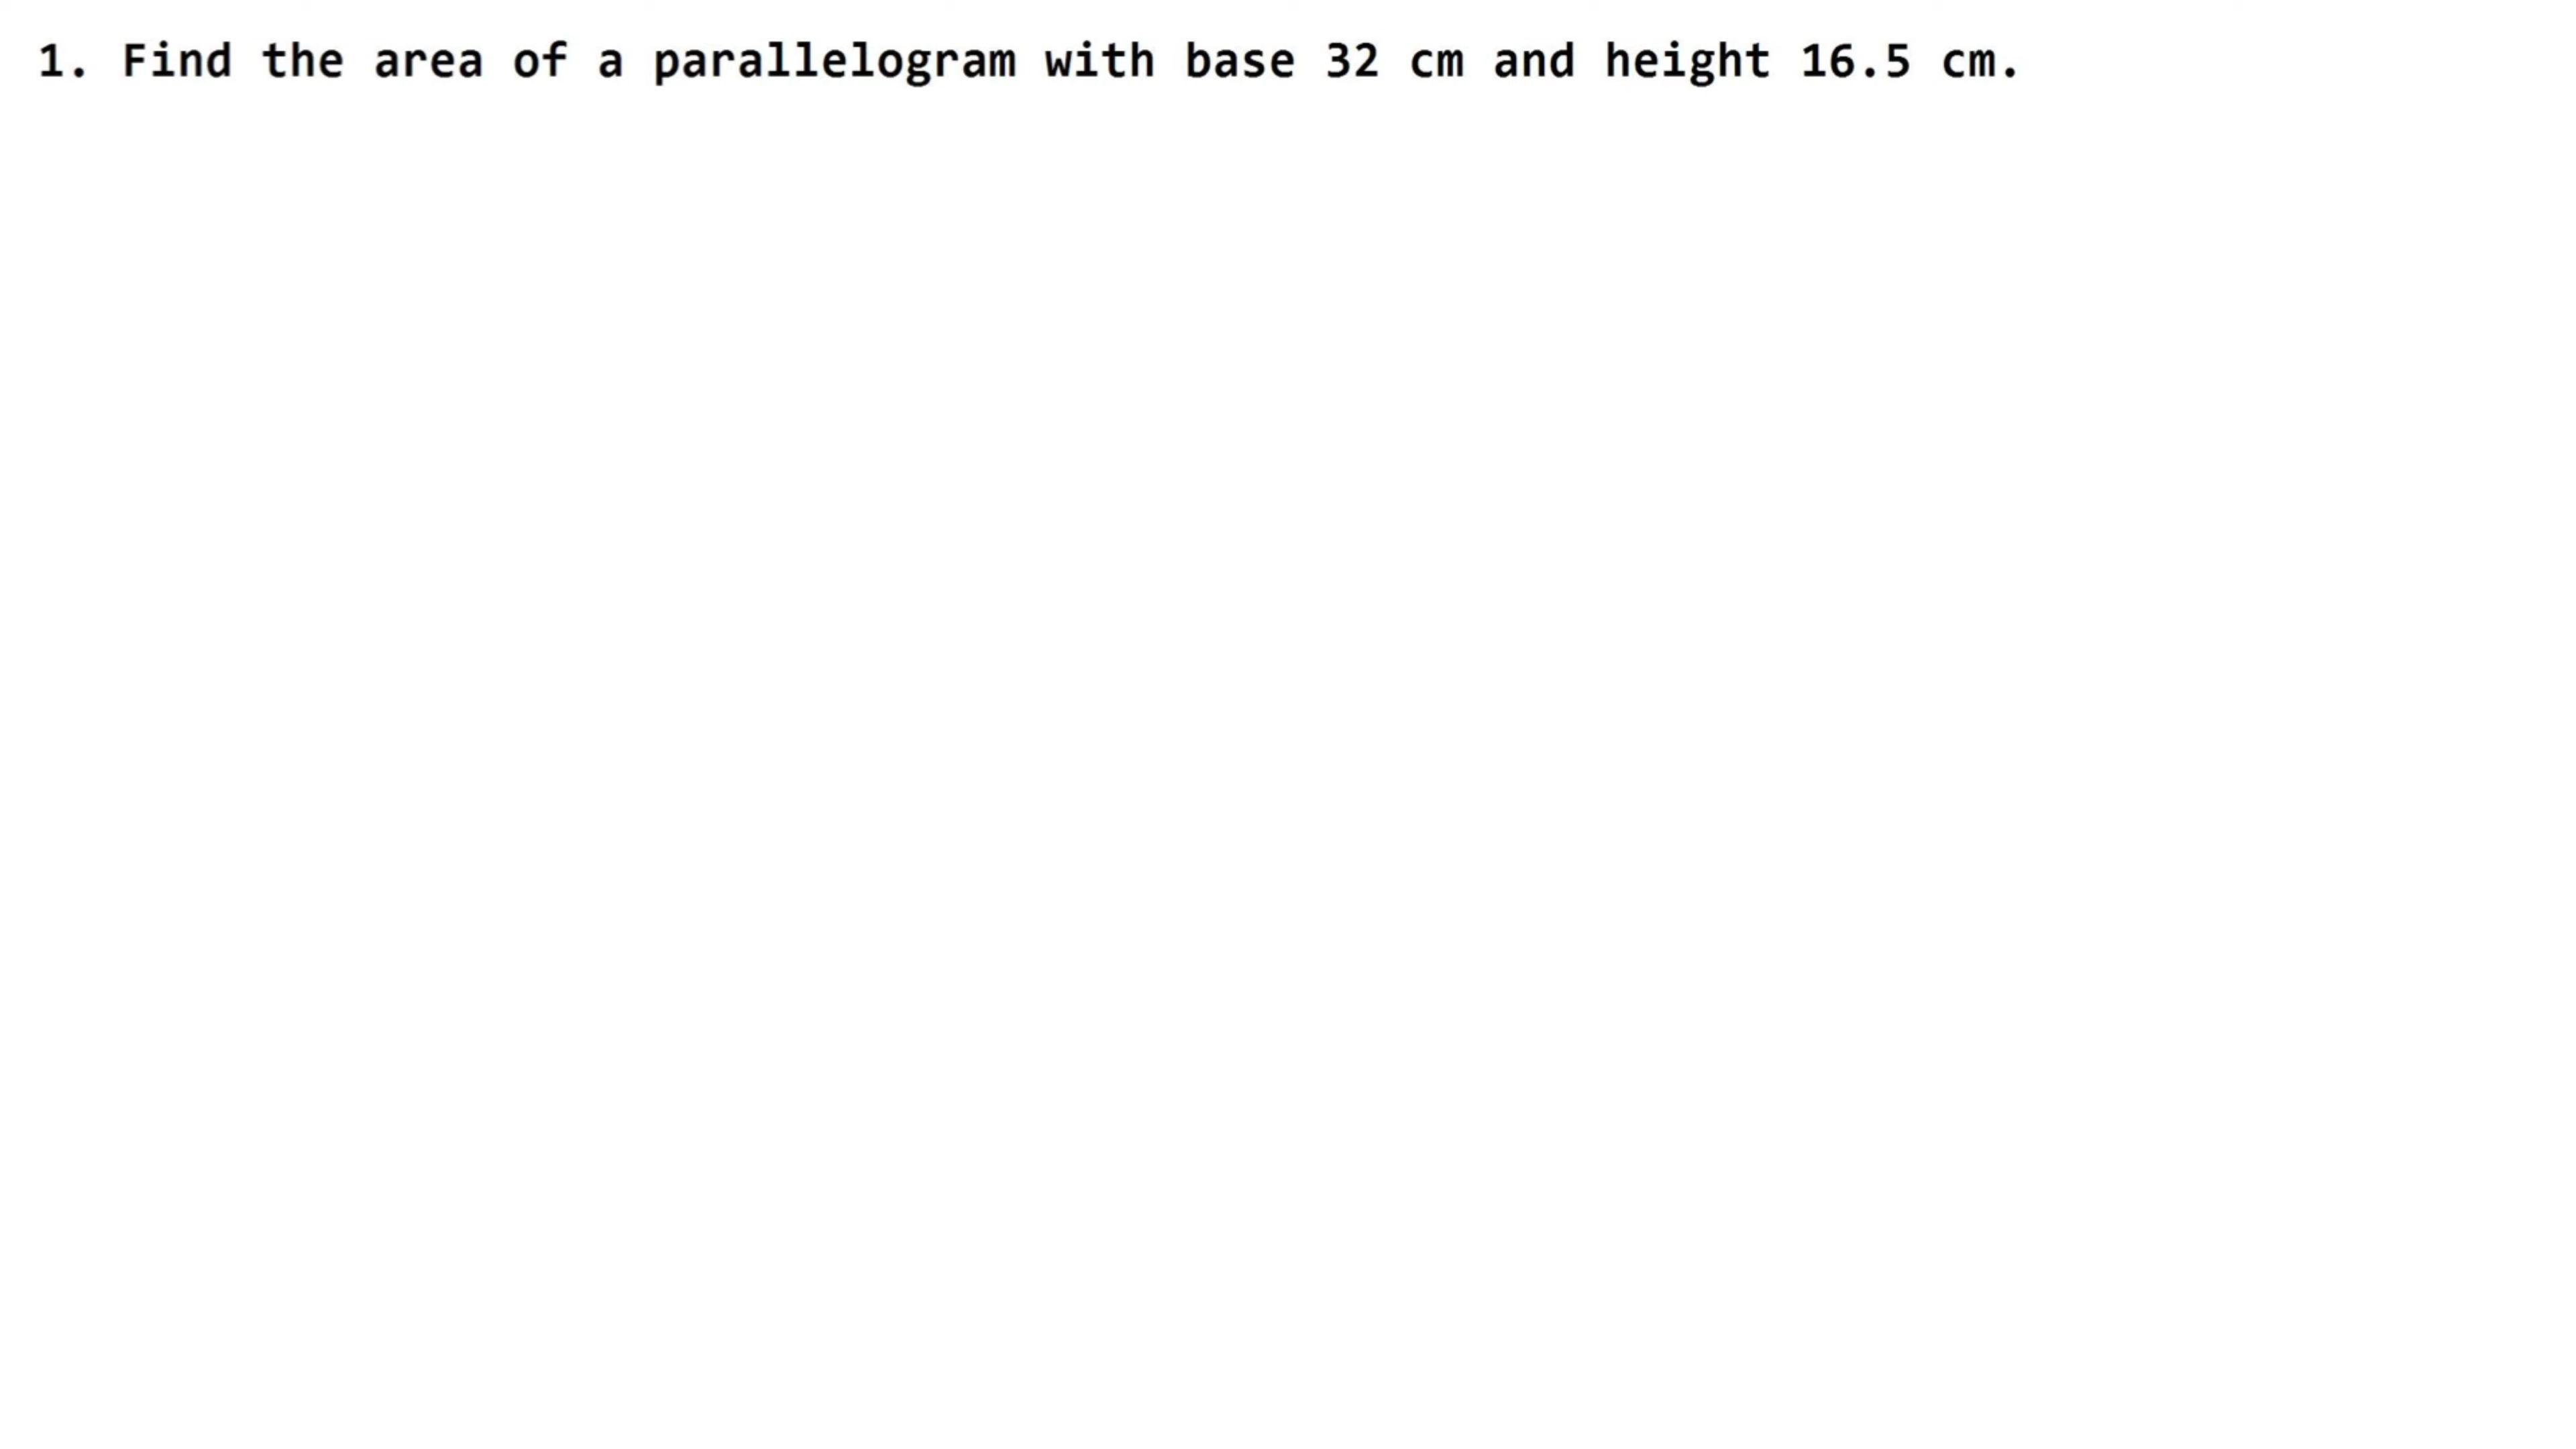 1. Find the area of a parallelogram with base 32 cm and height 16.5 cm.